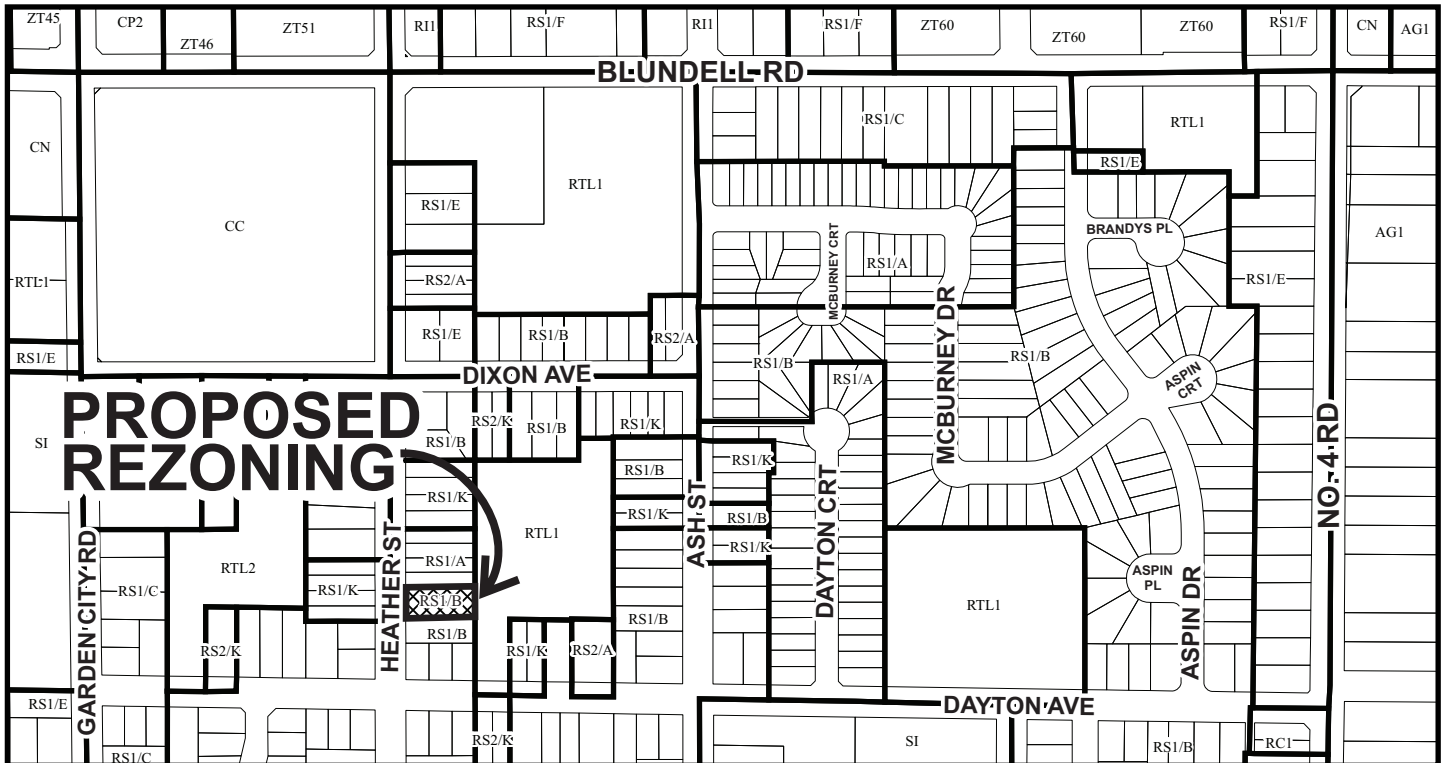 ZT45
CP2
ZT46
ZT51
RI1
RS1/F
RI1
RS1/F
ZT60
ZT60
ZT60
RS1/F
CN
AG1
BLUNDELL RD
CN
CC
RTL1
RS1/C
RTL1
RS1/E
RS1/E
RTL1
RS2/A
RS1/E
RS1/E
RS1/B
RS2/A
MCBURNEY CRT
RS1/A
MCBURNEY DR
BRANDYS PL
RS1/E
AG1
DIXON AVE
RS1/B
RS1/A
RS1/B
ASPIN
CRT
PROPOSED
REZONING
SI
RS1/B
RS2/K
RS1/B
RS1/K
RS1/B
RS1/K
RS1/K
RS1/K
RS1/B
RS1/K
RTL1
RS1/A
RS1/B
RS1/B
ASH ST
DAYTON CRT
NO. 4 RD
GARDEN CITY RD
RS1/C
RTL2
RS2/K
RS1/K
HEATHER ST
RS1/K
RS2/A
RS1/B
RTL1
ASPIN
PL
ASPIN DR
RS1/E
RS1/C
RS2/K
DAYTON AVE
SI
RS1/B
RC1